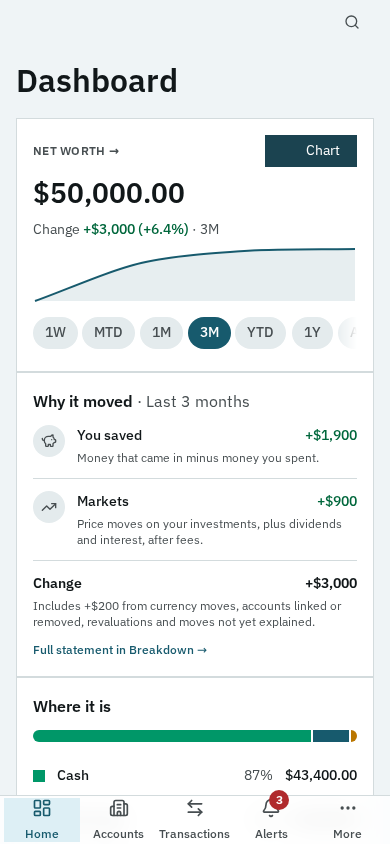 Dashboard
NET WORTH →
Chart
$50,000.00
Change +$3,000 (+6.4%) · 3M
1W MTD 1M 3M YTD 1Y
Why it moved · Last 3 months
You saved +$1,900
Money that came in minus money you spent.
Markets +$900
Price moves on your investments, plus dividends
and interest, after fees.
Change +$3,000
Includes +$200 from currency moves, accounts linked or
removed, revaluations and moves not yet explained.
Full statement in Breakdown →
Where it is
Cash 87% $43,400.00
3
Home Accounts Transactions Alerts More